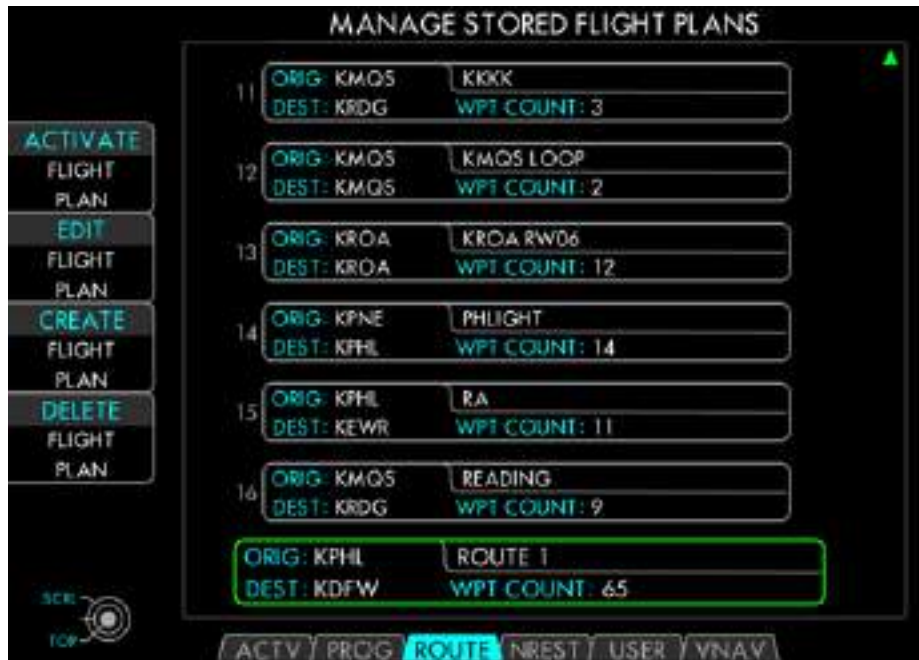 MANAGE STORED FLIGHT PLANS
11 ORIG: KMQS KKKK
DEST: KRDG WPT COUNT: 3
12 ORIG: KMQS KMQS LOOP
DEST: KMQS WPT COUNT: 2
13 ORIG: KROA KROA RW06
DEST: KROA WPT COUNT: 12
14 ORIG: KPNE PHLIGHT
DEST: KPHL WPT COUNT: 14
15 ORIG: KPHL RA
DEST: KEWR WPT COUNT: 11
16 ORIG: KMQS READING
DEST: KRDG WPT COUNT: 9
ORIG: KPHL ROUTE 1
DEST: KDFW WPT COUNT: 65
ACTIVATE
FLIGHT
PLAN
EDIT
FLIGHT
PLAN
CREATE
FLIGHT
PLAN
DELETE
FLIGHT
PLAN
SCRL
TOP
ACTV PROG ROUTE NREST USER VNAV